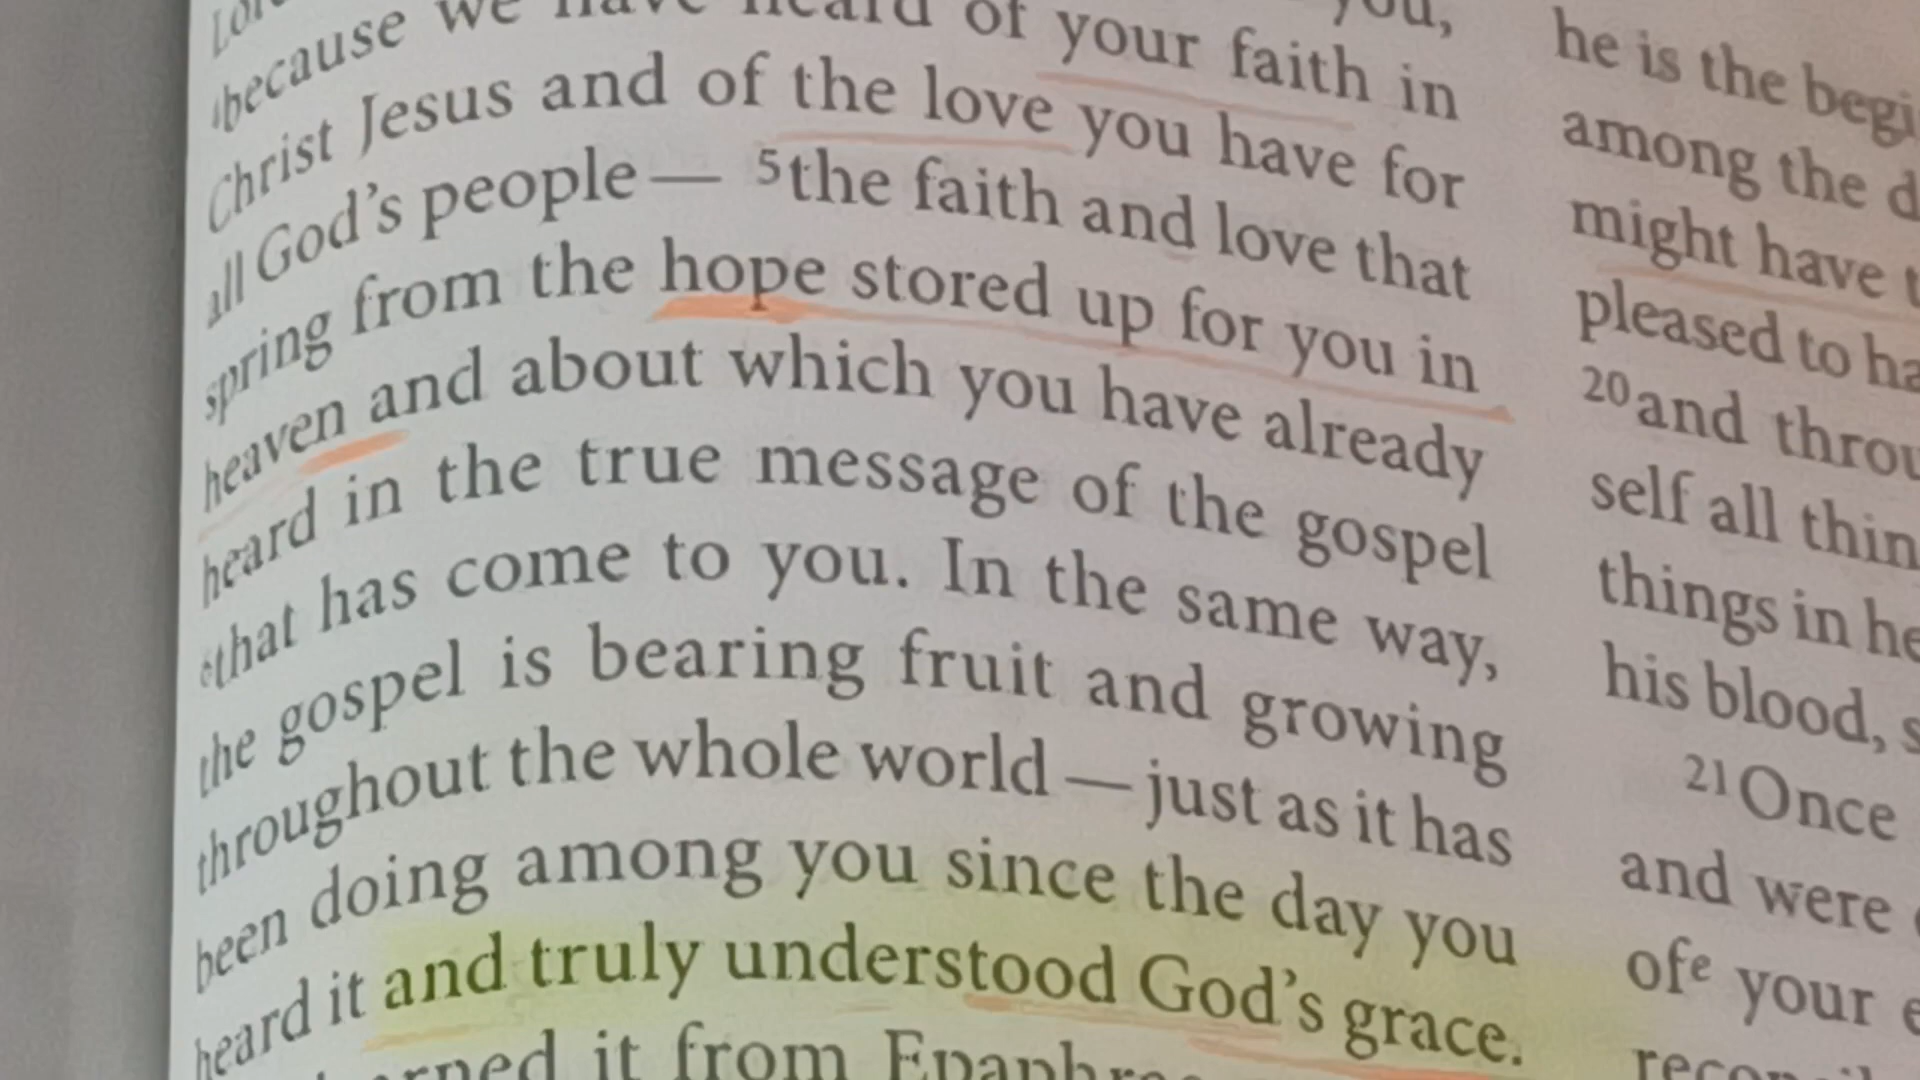 because we have heard of your faith in
Christ Jesus and of the love you have for
all God's people — 5the faith and love that
spring from the hope stored up for you in
heaven and about which you have already
heard in the true message of the gospel
6that has come to you. In the same way,
the gospel is bearing fruit and growing
throughout the whole world — just as it has
been doing among you since the day you
heard it and truly understood God's grace.
it from
you,
he is the
among the
might have
pleased to
20and
self all
things in
his blood,
21Once
and were
ofe your